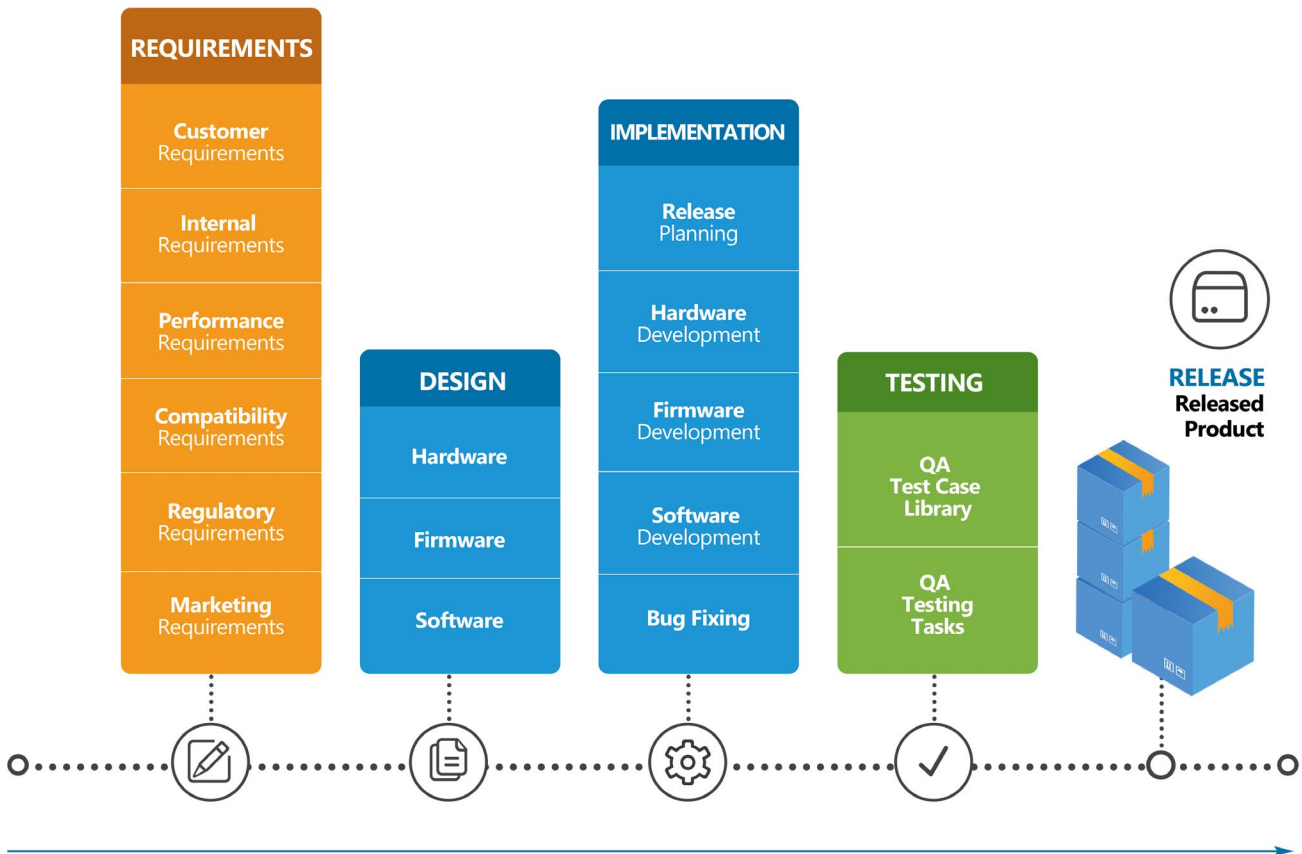 REQUIREMENTS
Customer
Requirements
Internal
Requirements
Performance
Requirements
Compatibility
Requirements
Regulatory
Requirements
Marketing
Requirements
DESIGN
Hardware
Firmware
Software
IMPLEMENTATION
Release
Planning
Hardware
Development
Firmware
Development
Software
Development
Bug Fixing
TESTING
QA
Test Case
Library
QA
Testing
Tasks
RELEASE
Released
Product